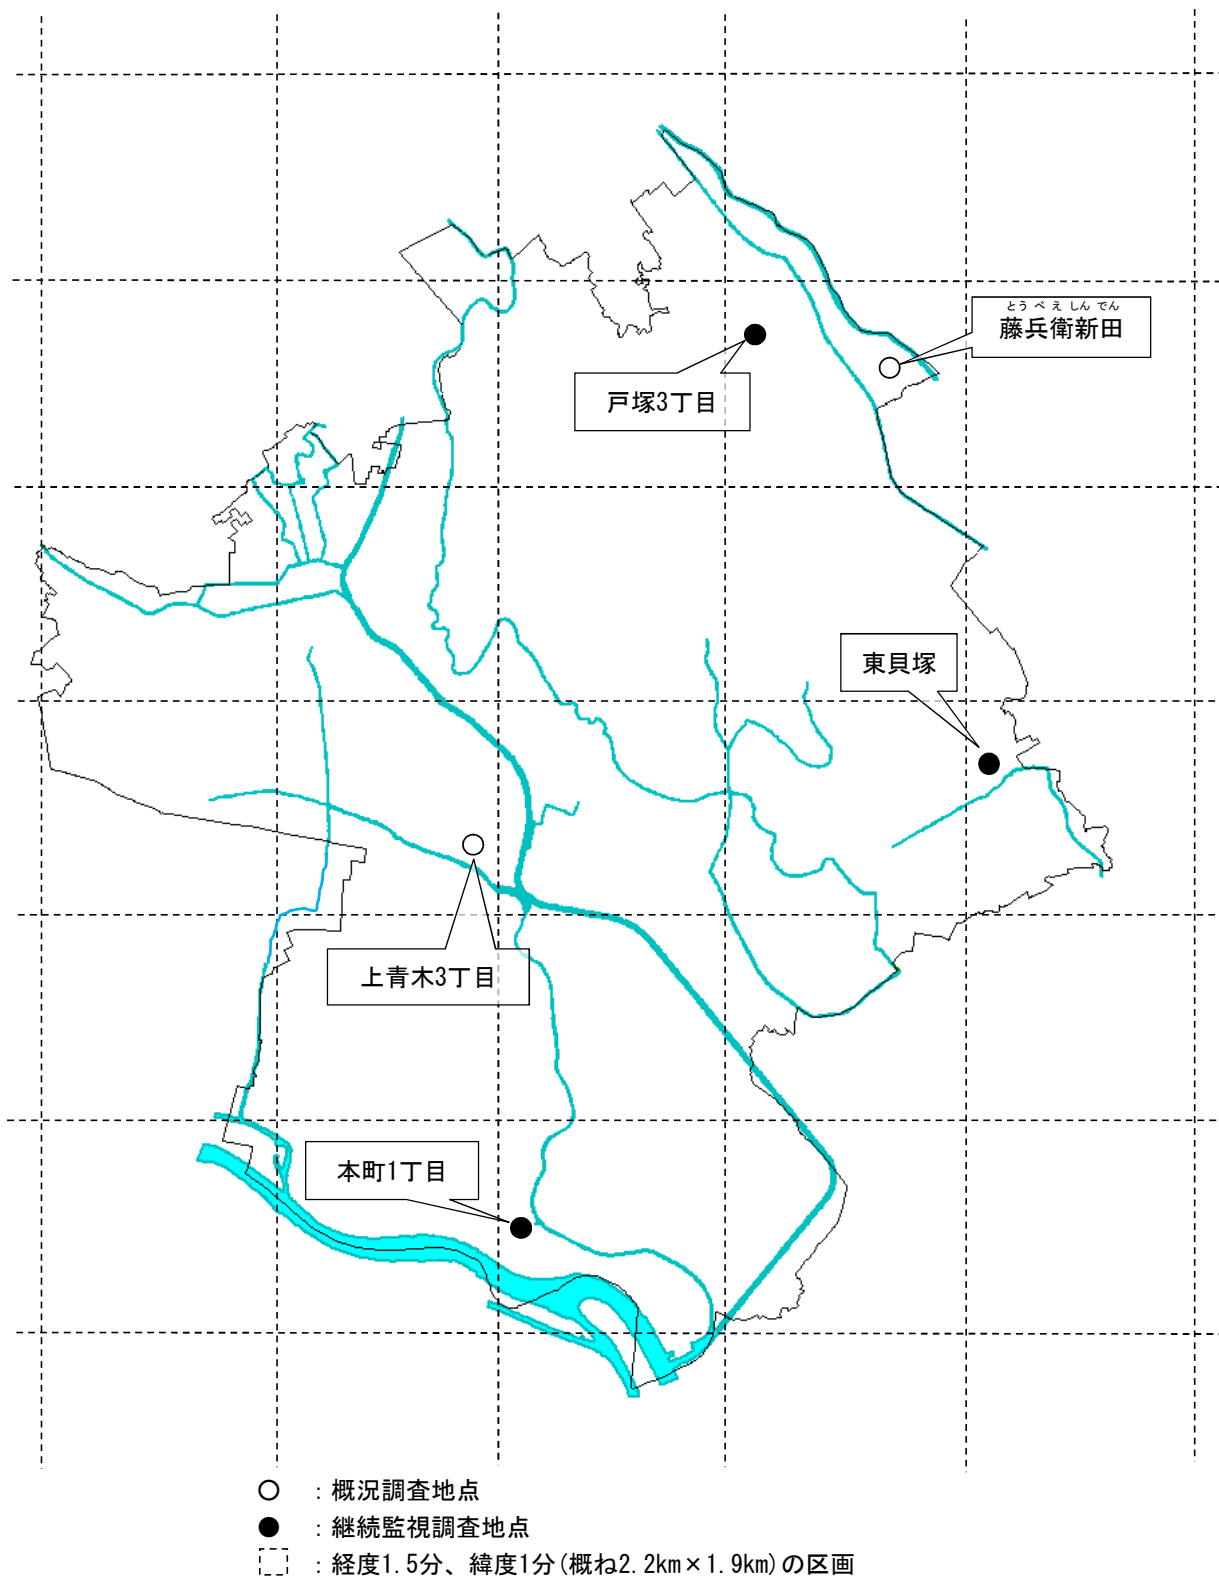 とうべえしんでん
藤兵衛新田
戸塚3丁目
東貝塚
上青木3丁目
本町1丁目
：概況調査地点
：継続監視調査地点
：経度1.5分、緯度1分(概ね2.2km×1.9km)の区画